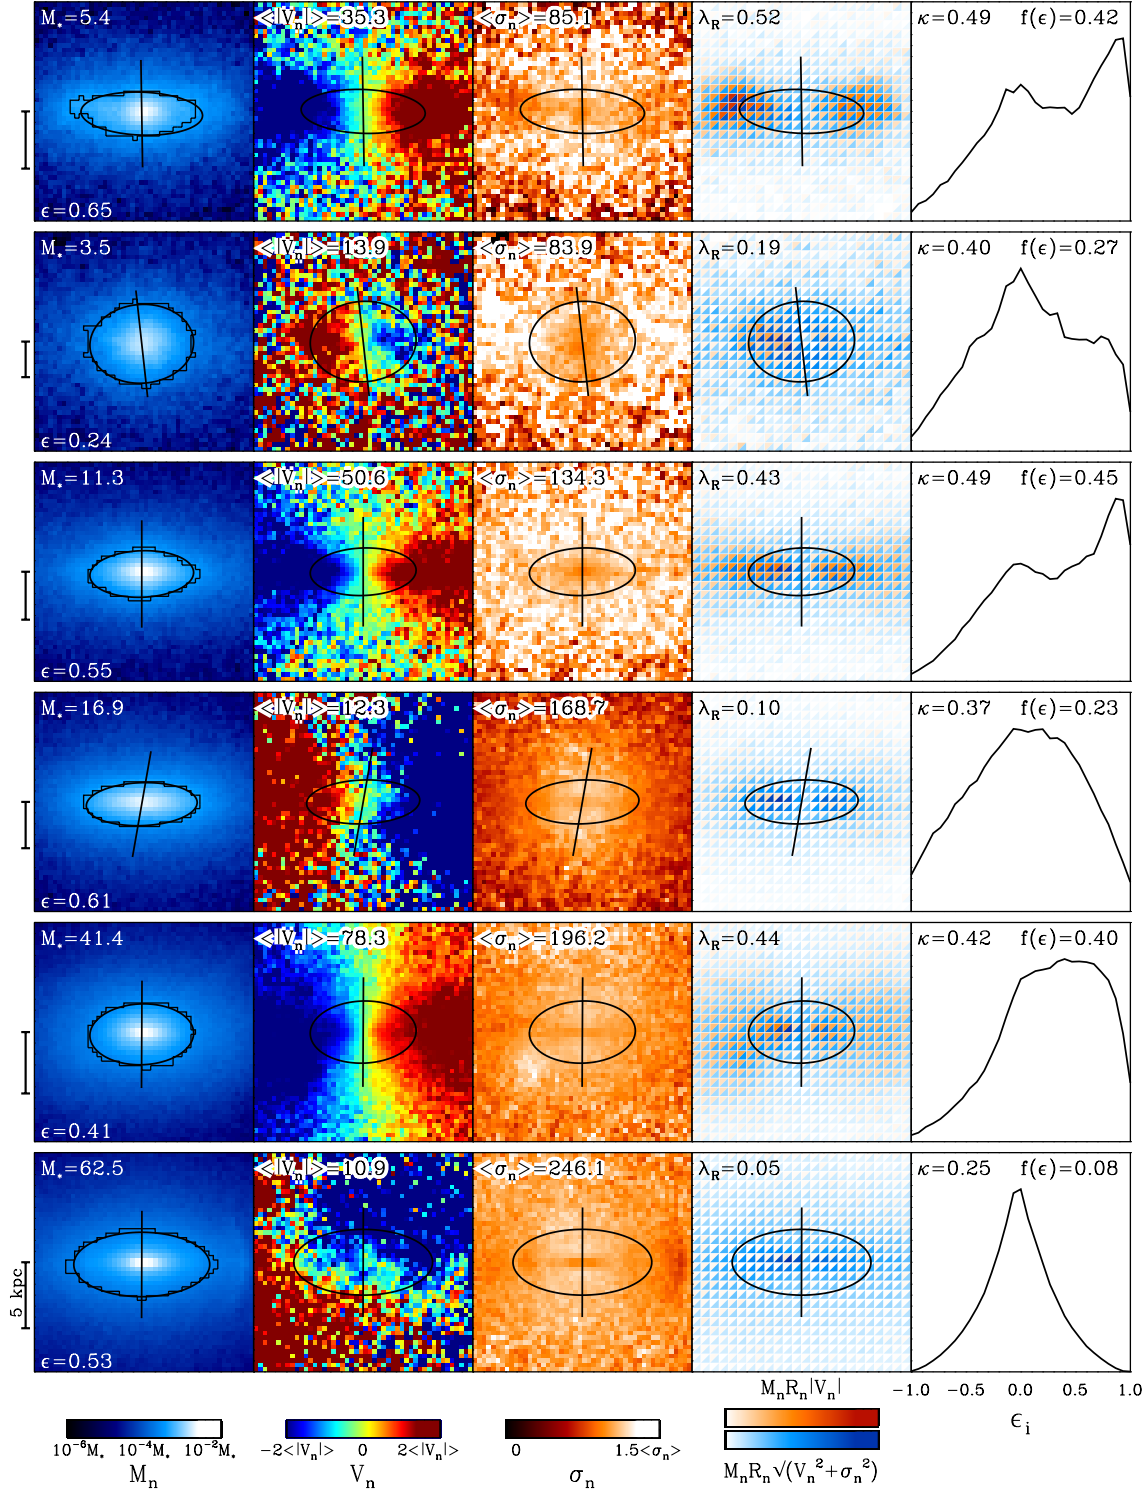 M*=5.4 <|Vn|>=35.3 <σn>=85.1 λR=0.52 κ=0.49 f(ϵ)=0.42
ϵ=0.65
M*=3.5 <|Vn|>=13.9 <σn>=83.9 λR=0.19 κ=0.40 f(ϵ)=0.27
ϵ=0.24
M*=11.3 <|Vn|>=50.6 <σn>=134.3 λR=0.43 κ=0.49 f(ϵ)=0.45
ϵ=0.55
M*=16.9 <|Vn|>=12.3 <σn>=168.7 λR=0.10 κ=0.37 f(ϵ)=0.23
ϵ=0.61
M*=41.4 <|Vn|>=78.3 <σn>=196.2 λR=0.44 κ=0.42 f(ϵ)=0.40
ϵ=0.41
M*=62.5 <|Vn|>=10.9 <σn>=246.1 λR=0.05 κ=0.25 f(ϵ)=0.08
5 kpc
ϵ=0.53
MnRn|Vn| -1.0 -0.5 0.0 0.5 1.0
ϵi
10⁻⁶M* 10⁻⁴M* 10⁻²M* -2<|Vn|> 0 2<|Vn|> 0 1.5<σn>
Mn Vn σn MnRn√(Vn²+σn²)